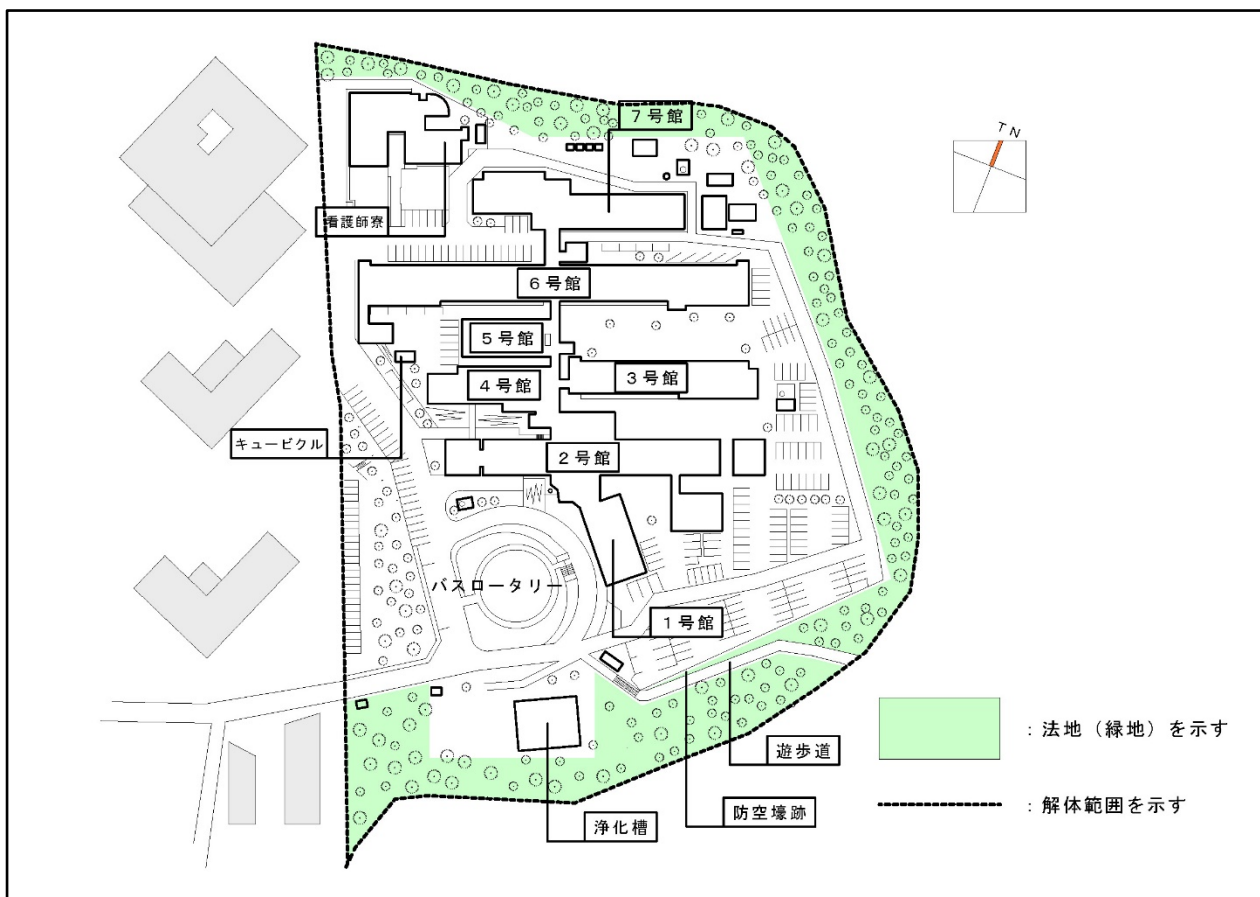 ７号館
TN
看護師寮
６号館
５号館
４号館
３号館
キュービクル
２号館
バスロータリー
１号館
：法地（緑地）を示す
遊歩道
防空壕跡
：解体範囲を示す
浄化槽